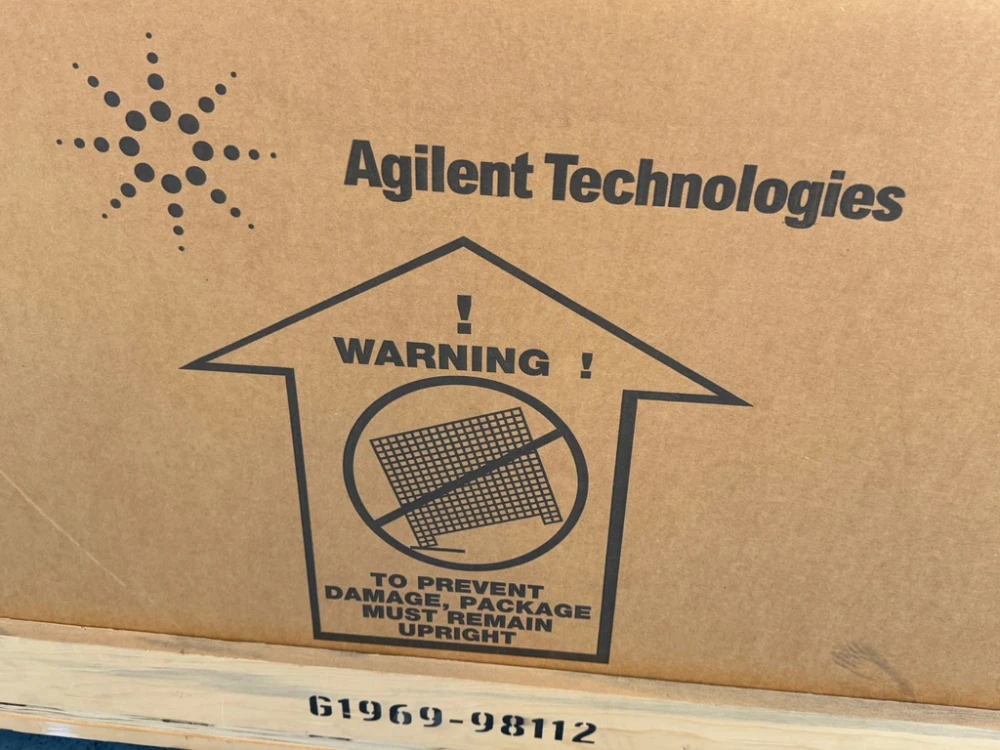 Agilent Technologies
!
WARNING !
TO PREVENT
DAMAGE, PACKAGE
MUST REMAIN
UPRIGHT
G1969-98112